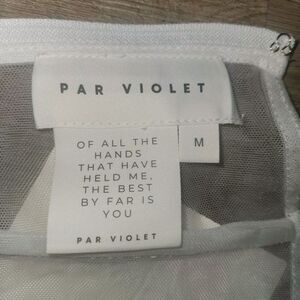 PAR VIOLET
OF ALL THE
HANDS
THAT HAVE
HELD ME,
THE BEST
BY FAR IS
YOU
PAR VIOLET
M